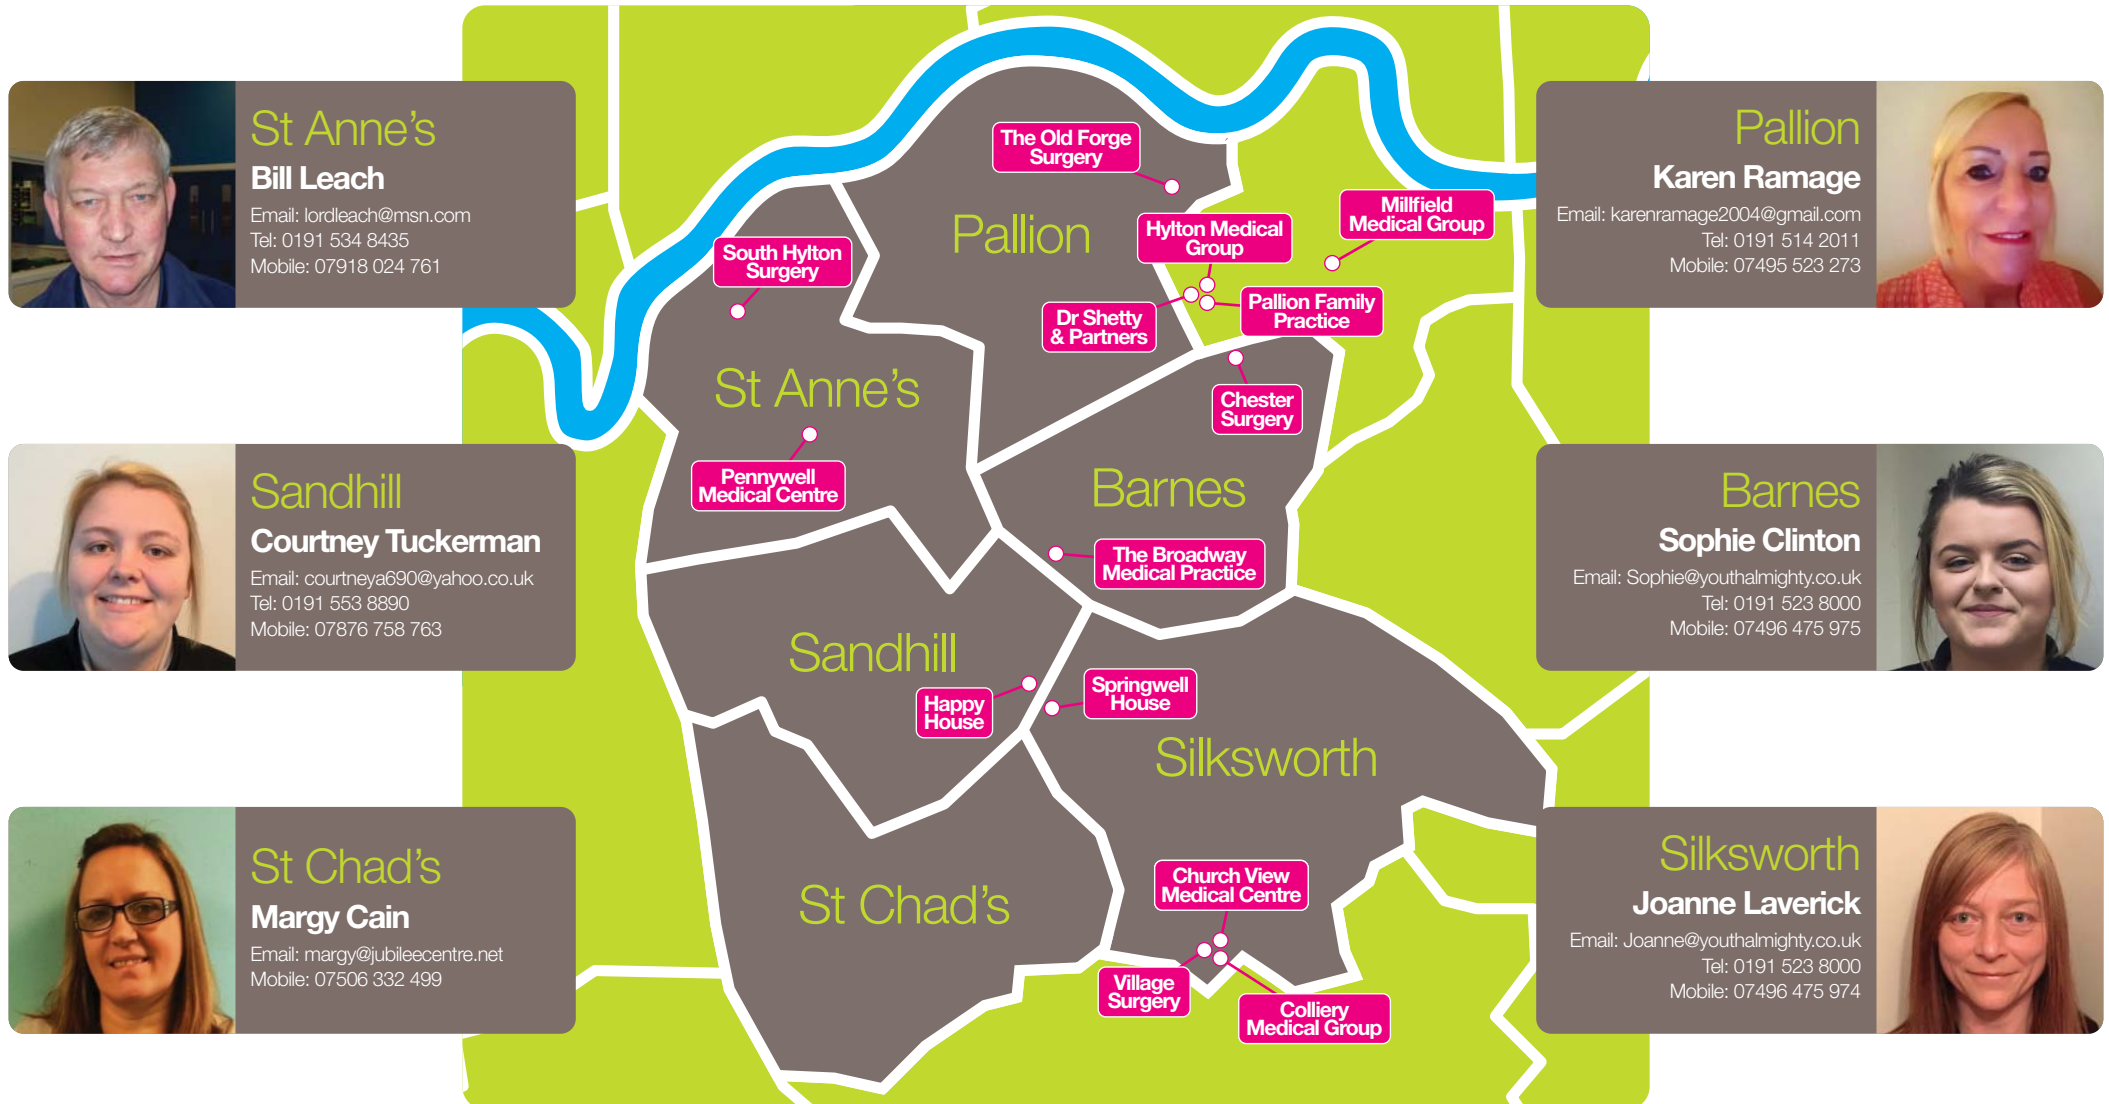 St Anne's
Bill Leach
Email: lordleach@msn.com
Tel: 0191 534 8435
Mobile: 07918 024 761
Sandhill
Courtney Tuckerman
Email: courtneya690@yahoo.co.uk
Tel: 0191 553 8890
Mobile: 07876 758 763
St Chad's
Margy Cain
Email: margy@jubileecentre.net
Mobile: 07506 332 499
The Old Forge
Surgery
Pallion
Hylton Medical
Group
Millfield
Medical Group
South Hylton
Surgery
Dr Shetty
& Partners
Pallion Family
Practice
St Anne's
Chester
Surgery
Pennywell
Medical Centre
Barnes
The Broadway
Medical Practice
Sandhill
Happy
House
Springwell
House
Silksworth
St Chad's
Church View
Medical Centre
Village
Surgery
Colliery
Medical Group
Pallion
Karen Ramage
Email: karenramage2004@gmail.com
Tel: 0191 514 2011
Mobile: 07495 523 273
Barnes
Sophie Clinton
Email: Sophie@youthalmighty.co.uk
Tel: 0191 523 8000
Mobile: 07496 475 975
Silksworth
Joanne Laverick
Email: Joanne@youthalmighty.co.uk
Tel: 0191 523 8000
Mobile: 07496 475 974